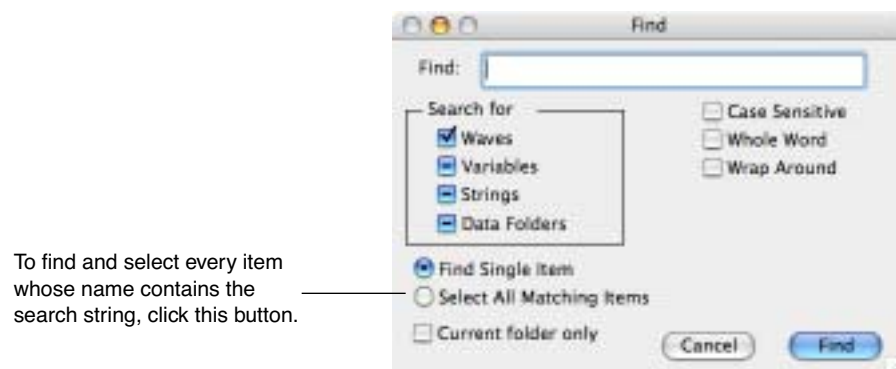 Find
Find:
Search for
Waves
Variables
Strings
Data Folders
Case Sensitive
Whole Word
Wrap Around
To find and select every item
whose name contains the
search string, click this button.
Find Single Item
Select All Matching Items
Current folder only
Cancel
Find